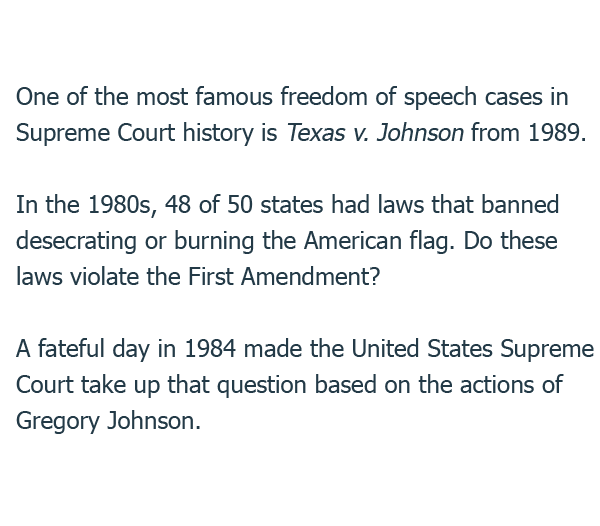 One of the most famous freedom of speech cases in
Supreme Court history is Texas v. Johnson from 1989.
In the 1980s, 48 of 50 states had laws that banned
desecrating or burning the American flag. Do these
laws violate the First Amendment?
A fateful day in 1984 made the United States Supreme
Court take up that question based on the actions of
Gregory Johnson.